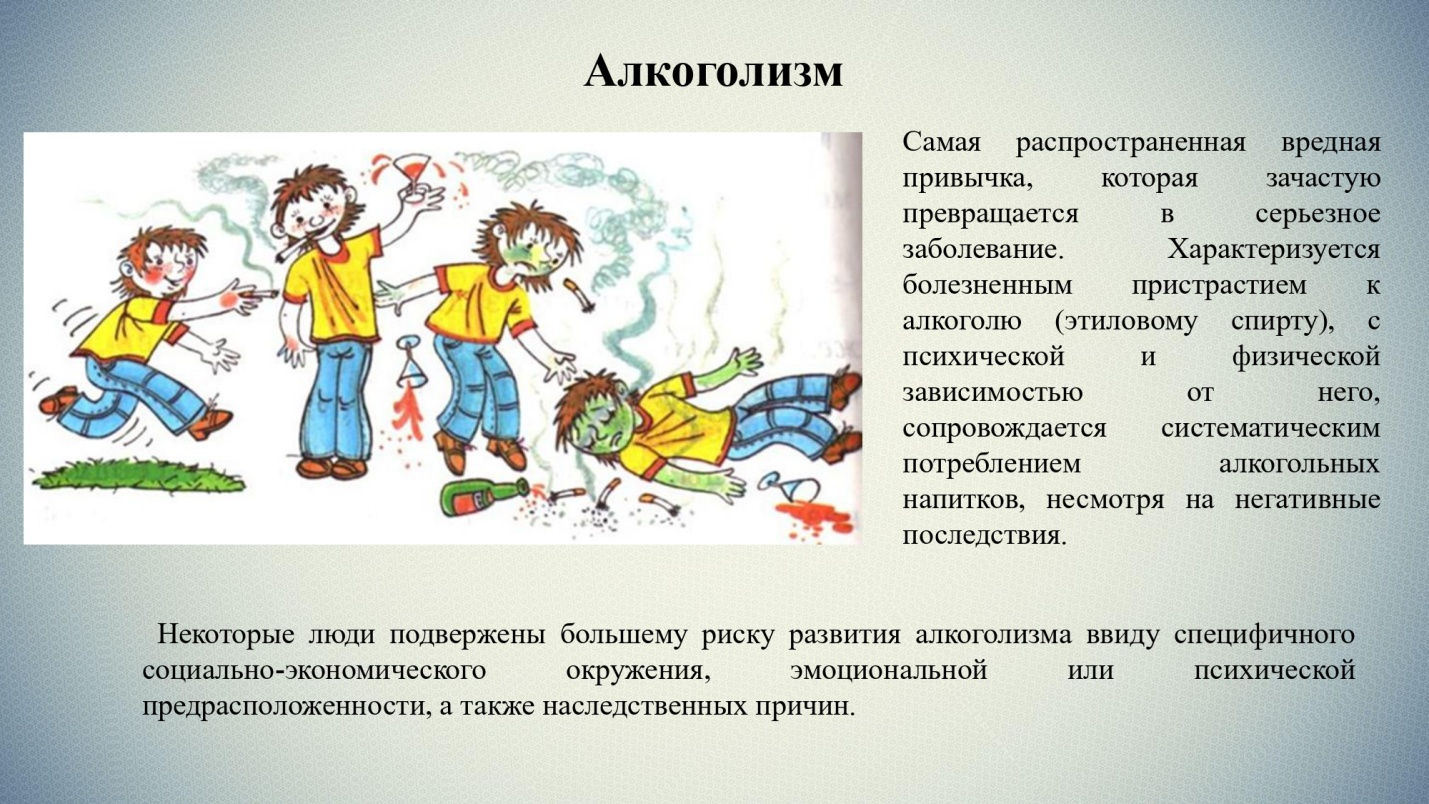 Алкоголизм
Самая распространенная вредная
привычка, которая зачастую
превращается в серьезное
заболевание. Характеризуется
болезненным пристрастием к
алкоголю (этиловому спирту), с
психической и физической
зависимостью от него,
сопровождается систематическим
потреблением алкогольных
напитков, несмотря на негативные
последствия.
Некоторые люди подвержены большему риску развития алкоголизма ввиду специфичного
социально-экономического окружения, эмоциональной или психической
предрасположенности, а также наследственных причин.